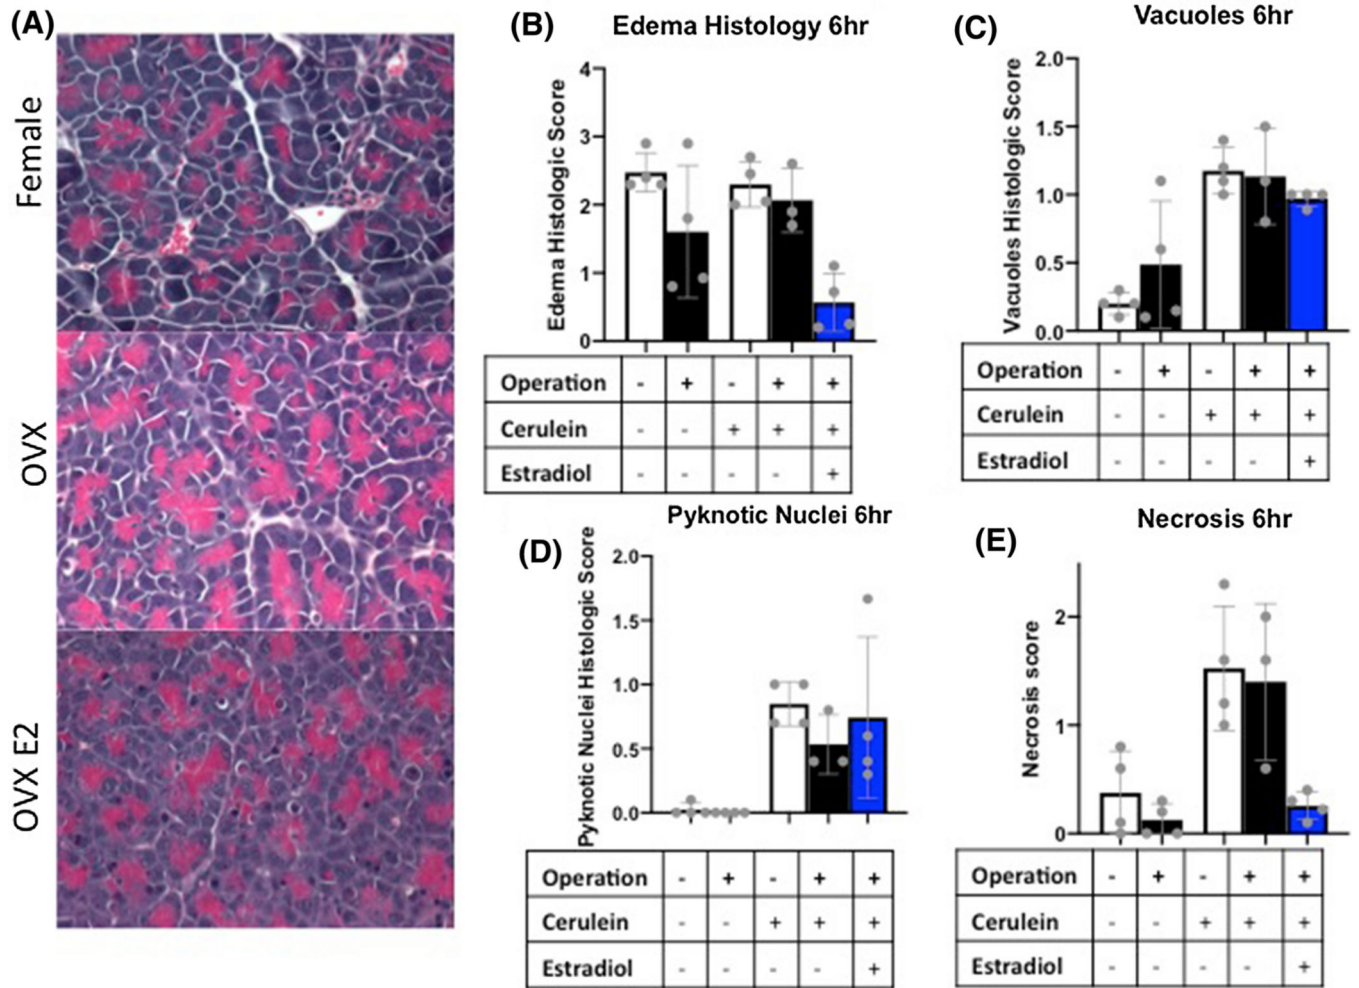 (A)
Female
OVX
OVX E2
(B)
Edema Histology 6hr
Edema Histologic Score
4
3
2
1
0
Operation - + - + +
Cerulein - - + + +
Estradiol - - - - +
(C)
Vacuoles 6hr
Vacuoles Histologic Score
2.0
1.5
1.0
0.5
0.0
Operation - + - + +
Cerulein - - + + +
Estradiol - - - - +
(D)
Pyknotic Nuclei 6hr
Pyknotic Nuclei Histologic Score
2.0
1.5
1.0
0.5
0.0
Operation - + - + +
Cerulein - - + + +
Estradiol - - - - +
(E)
Necrosis 6hr
Necrosis score
2
1
0
Operation - + - + +
Cerulein - - + + +
Estradiol - - - - +